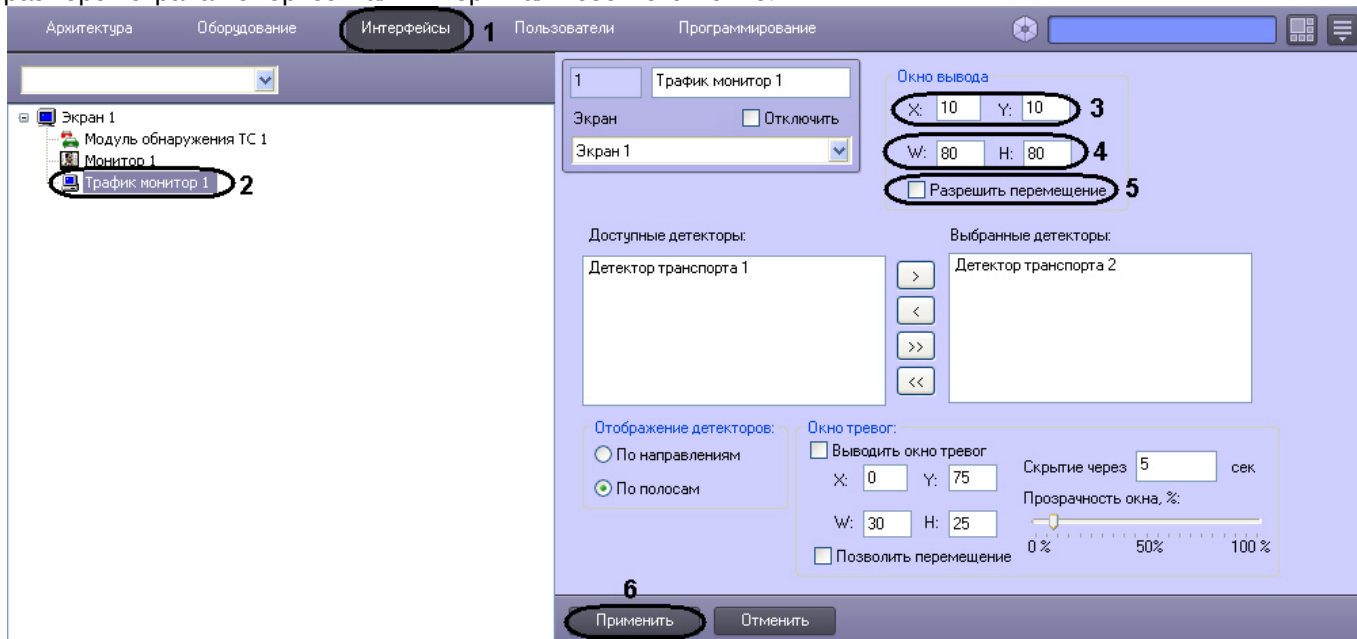 Архитектура Оборудование Интерфейсы 1 Пользователи Программирование
1 Трафик монитор 1
Экран Отключить
Экран 1
Окно вывода
X: 10 Y: 10 3
W: 80 H: 80 4
Разрешить перемещение 5
Экран 1
Модуль обнаружения ТС 1
Монитор 1
Трафик монитор 1 2
Доступные детекторы: Выбранные детекторы:
Детектор транспорта 1 > Детектор транспорта 2
<
>>
<<
Отображение детекторов:
По направлениям
По полосам
Окно тревог:
Выводить окно тревог
X: 0 Y: 75
W: 30 H: 25
Позволить перемещение
Скрытие через 5 сек
Прозрачность окна, %:
0 % 50% 100 %
6
Применить Отменить